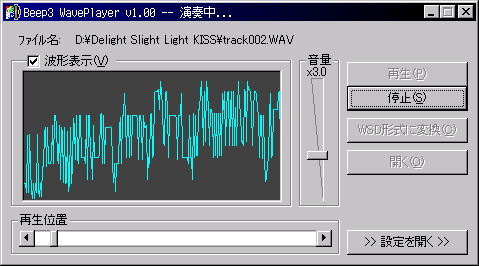 Beep3 WavePlayer v1.00 -- 演奏中...
ファイル名: D:¥Delight Slight Light KISS¥track002.WAV
波形表示(V)
音量
x3.0
再生(P)
停止(S)
WSD形式に変換(C)
開く(O)
再生位置
>> 設定を開く >>